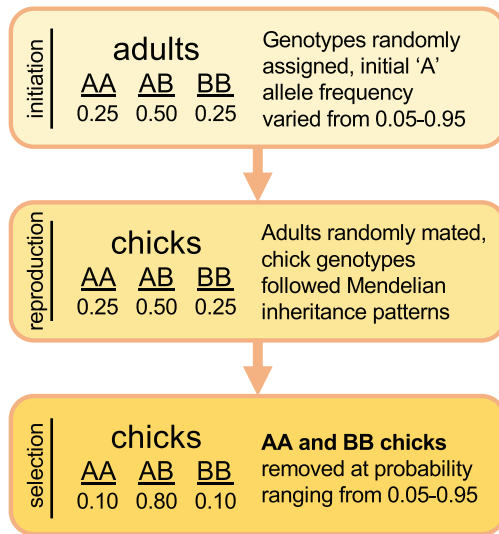 initiation
adults
AA AB BB
0.25 0.50 0.25
Genotypes randomly
assigned, initial ‘A’
allele frequency
varied from 0.05-0.95
reproduction
chicks
AA AB BB
0.25 0.50 0.25
Adults randomly mated,
chick genotypes
followed Mendelian
inheritance patterns
selection
chicks
AA AB BB
0.10 0.80 0.10
AA and BB chicks
removed at probability
ranging from 0.05-0.95